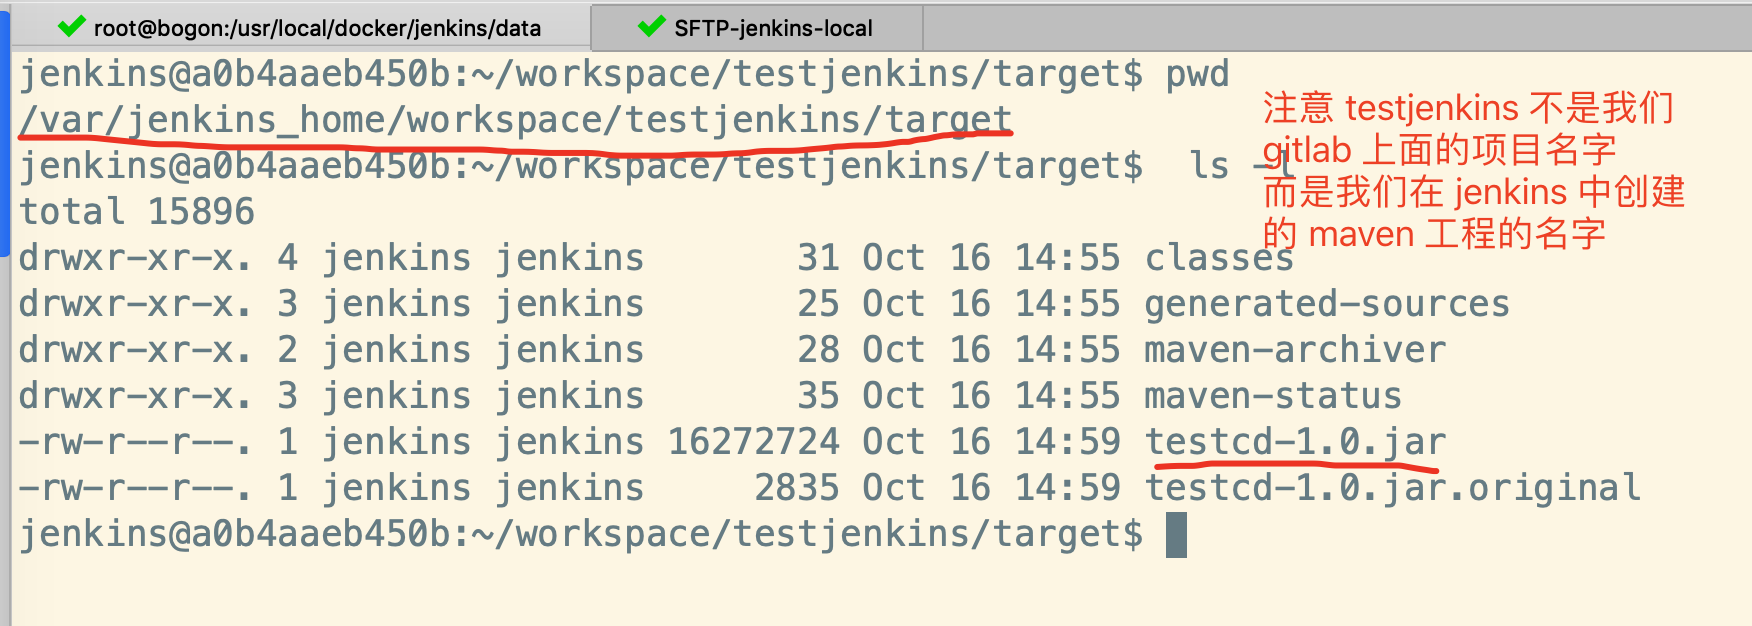 root@bogon:/usr/local/docker/jenkins/data
SFTP-jenkins-local
jenkins@a0b4aaeb450b:~/workspace/testjenkins/target$ pwd
/var/jenkins_home/workspace/testjenkins/target
jenkins@a0b4aaeb450b:~/workspace/testjenkins/target$  ls -l
total 15896
drwxr-xr-x. 4 jenkins jenkins       31 Oct 16 14:55 classes
drwxr-xr-x. 3 jenkins jenkins       25 Oct 16 14:55 generated-sources
drwxr-xr-x. 2 jenkins jenkins       28 Oct 16 14:55 maven-archiver
drwxr-xr-x. 3 jenkins jenkins       35 Oct 16 14:55 maven-status
-rw-r--r--. 1 jenkins jenkins 16272724 Oct 16 14:59 testcd-1.0.jar
-rw-r--r--. 1 jenkins jenkins     2835 Oct 16 14:59 testcd-1.0.jar.original
jenkins@a0b4aaeb450b:~/workspace/testjenkins/target$
注意 testjenkins 不是我们
gitlab 上面的项目名字
而是我们在 jenkins 中创建
的 maven 工程的名字